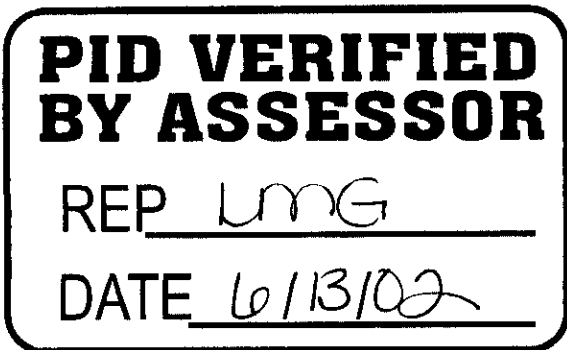 PID VERIFIED
BY ASSESSOR
REP LMG
DATE 6/13/02